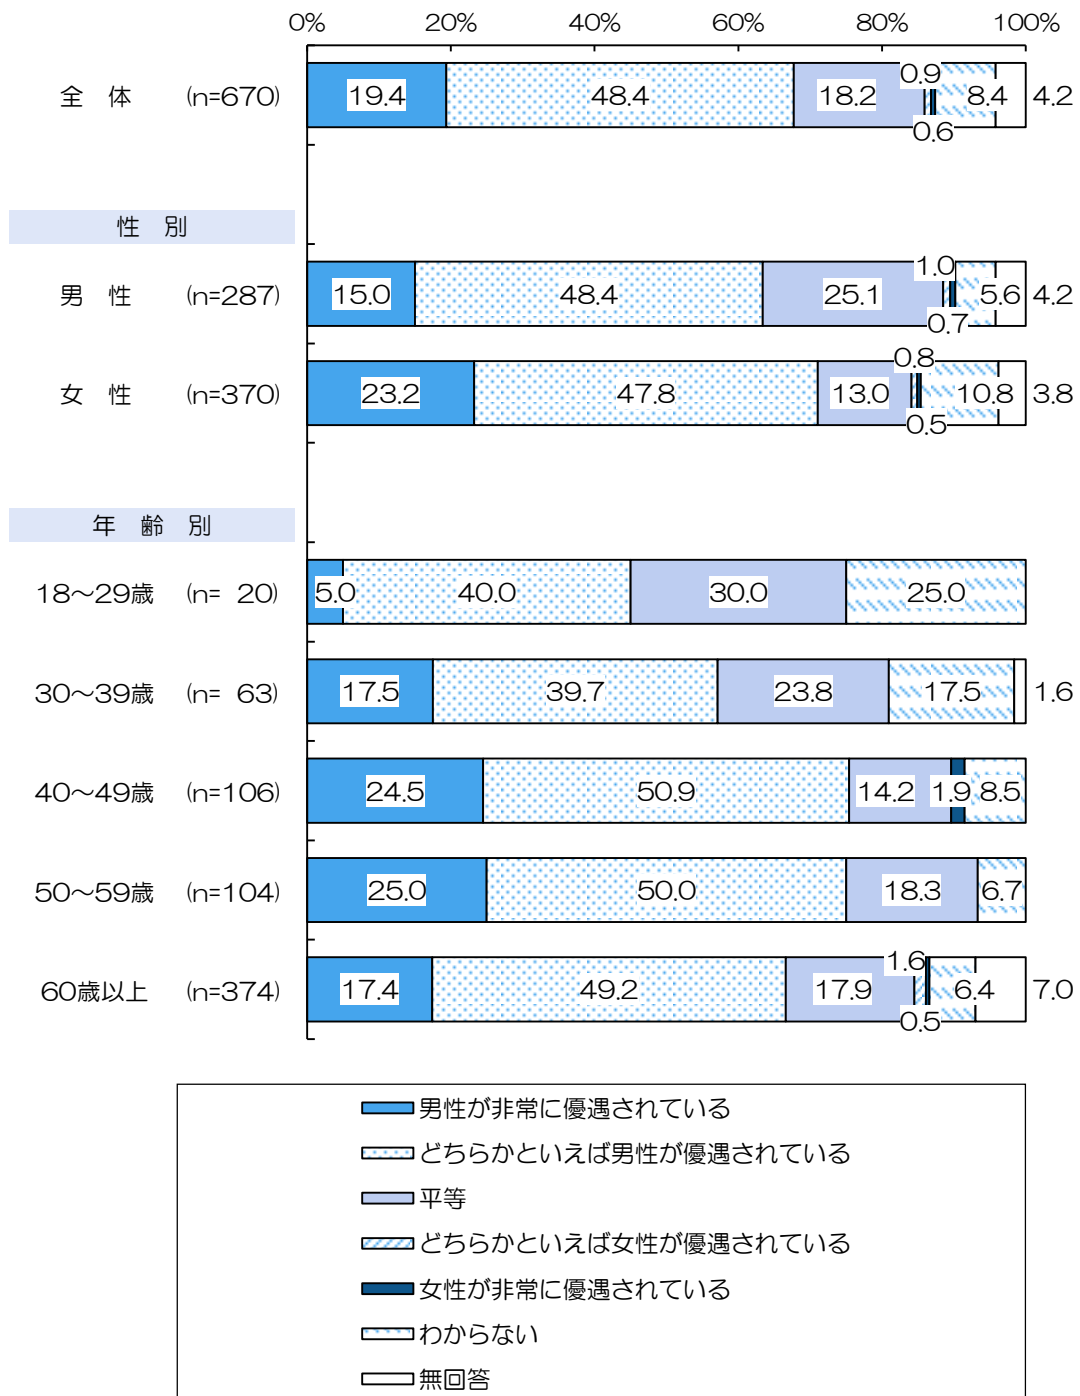 0% 20% 40% 60% 80% 100%
全 体 (n=670) 19.4 48.4 18.2 0.9 0.6 8.4 4.2
性 別
男 性 (n=287) 15.0 48.4 25.1 1.0 0.7 5.6 4.2
女 性 (n=370) 23.2 47.8 13.0 0.8 0.5 10.8 3.8
年 齢 別
18～29歳 (n= 20) 5.0 40.0 30.0 25.0
30～39歳 (n= 63) 17.5 39.7 23.8 17.5 1.6
40～49歳 (n=106) 24.5 50.9 14.2 1.9 8.5
50～59歳 (n=104) 25.0 50.0 18.3 6.7
60歳以上 (n=374) 17.4 49.2 17.9 1.6 0.5 6.4 7.0
男性が非常に優遇されている
どちらかといえば男性が優遇されている
平等
どちらかといえば女性が優遇されている
女性が非常に優遇されている
わからない
無回答